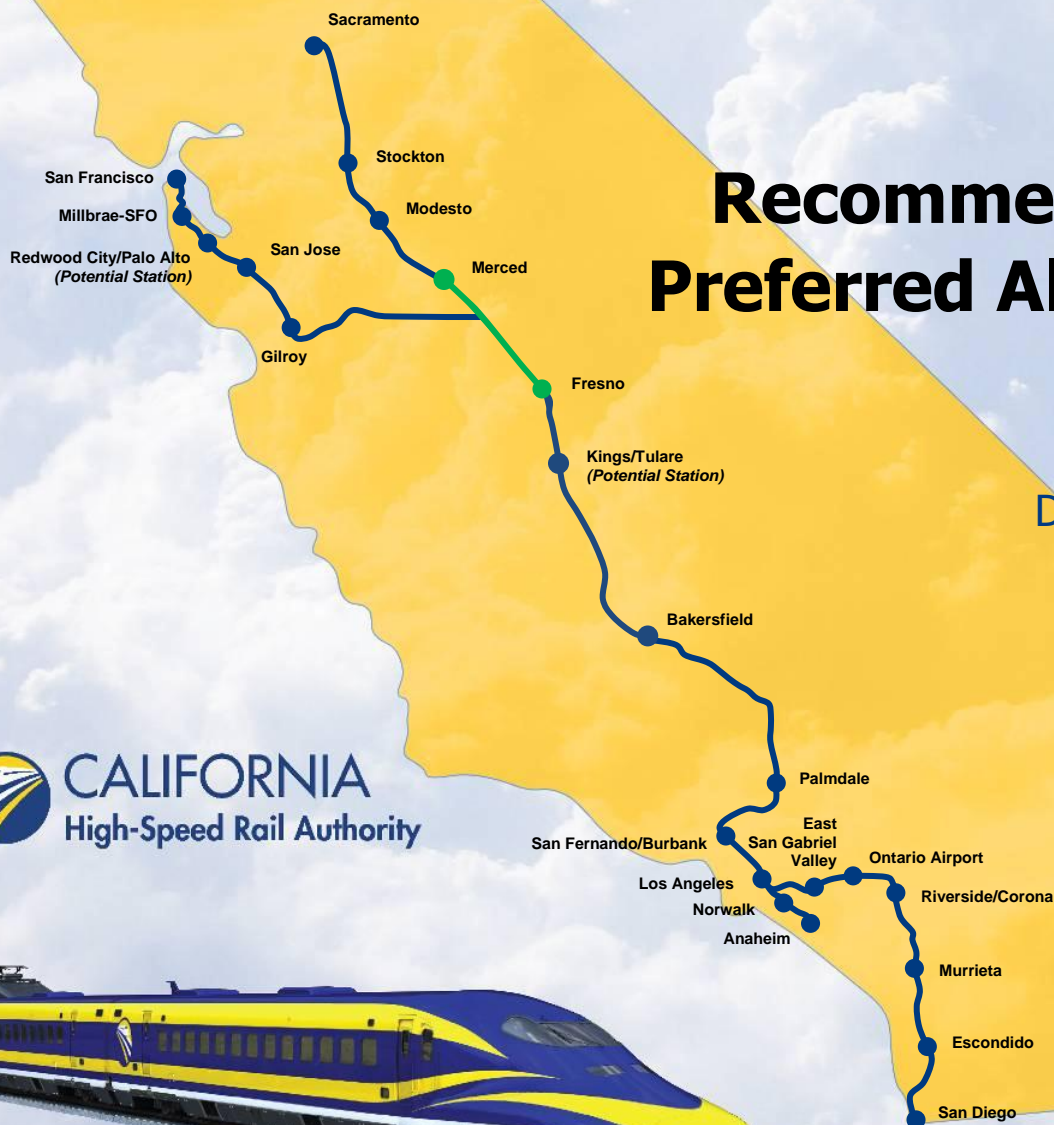 Sacramento
Stockton
San Francisco
Modesto
Millbrae-SFO
Redwood City/Palo Alto
(Potential Station)
San Jose
Merced
Gilroy
Recomme
Preferred Al
Fresno
Kings/Tulare
(Potential Station)
D
Bakersfield
CALIFORNIA
High-Speed Rail Authority
Palmdale
San Fernando/Burbank
East
San Gabriel
Valley
Ontario Airport
Los Angeles
Riverside/Corona
Norwalk
Anaheim
Murrieta
Escondido
San Diego